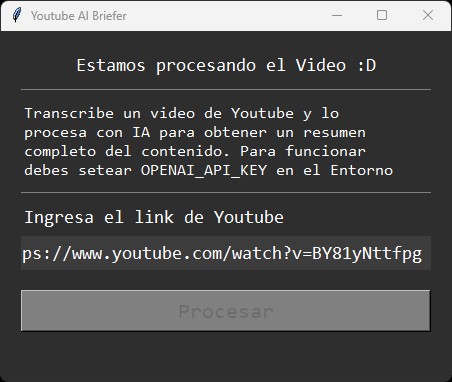 Youtube AI Briefer
Estamos procesando el Video :D
Transcribe un video de Youtube y lo
procesa con IA para obtener un resumen
completo del contenido. Para funcionar
debes setear OPENAI_API_KEY en el Entorno
Ingresa el link de Youtube
ps://www.youtube.com/watch?v=BY81yNttfpg
Procesar